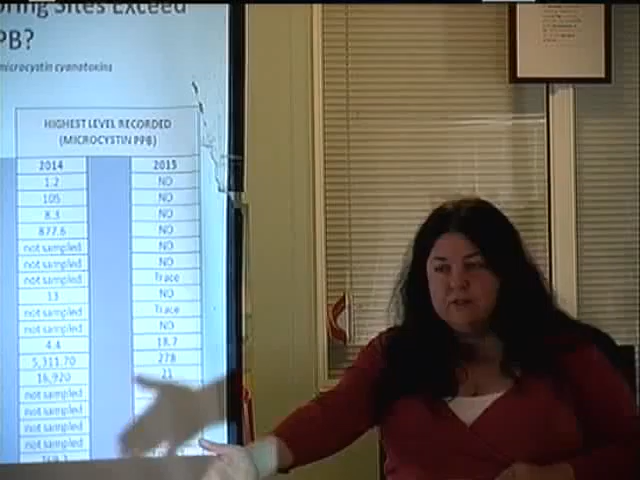 oring Sites Exceed
PB?
microcystin cyanotoxins
HIGHEST LEVEL RECORDED
(MICROCYSTIN PPB)
2014 2015
1.2 ND
105 ND
8.3 ND
877.6 ND
not sampled ND
not sampled ND
not sampled Trace
13 ND
not sampled Trace
not sampled ND
4.4 18.7
5,311.70 278
16,920 21
not sampled
not sampled
not sampled
not sampled